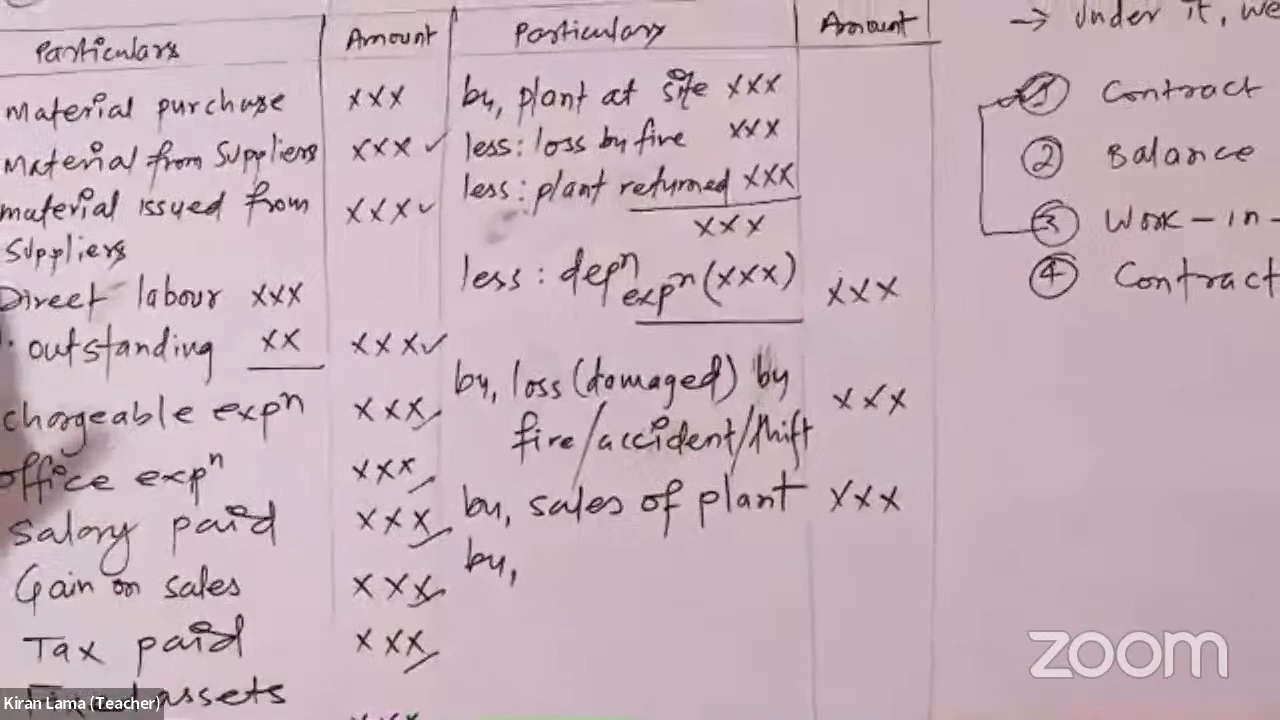 Particulars Amount Particulars Amount
Material purchase xxx by, plant at site xxx
Material from suppliers xxx ✓ less: loss by fire xxx
material issued from suppliers xxx ✓ less: plant returned xxx
xxx
Direct labour xxx less: depⁿ expⁿ (xxx) xxx
outstanding xx xxx ✓
chargeable expⁿ xxx by, loss (damaged) by fire/accident/thift xxx
office expⁿ xxx
Salary paid xxx by, sales of plant xxx
Gain on sales xxx by,
Tax paid xxx
Fixed assets
→ Under it, we
① Contract
② Balance
③ Work-in-
④ Contract
zoom
Kiran Lama (Teacher)